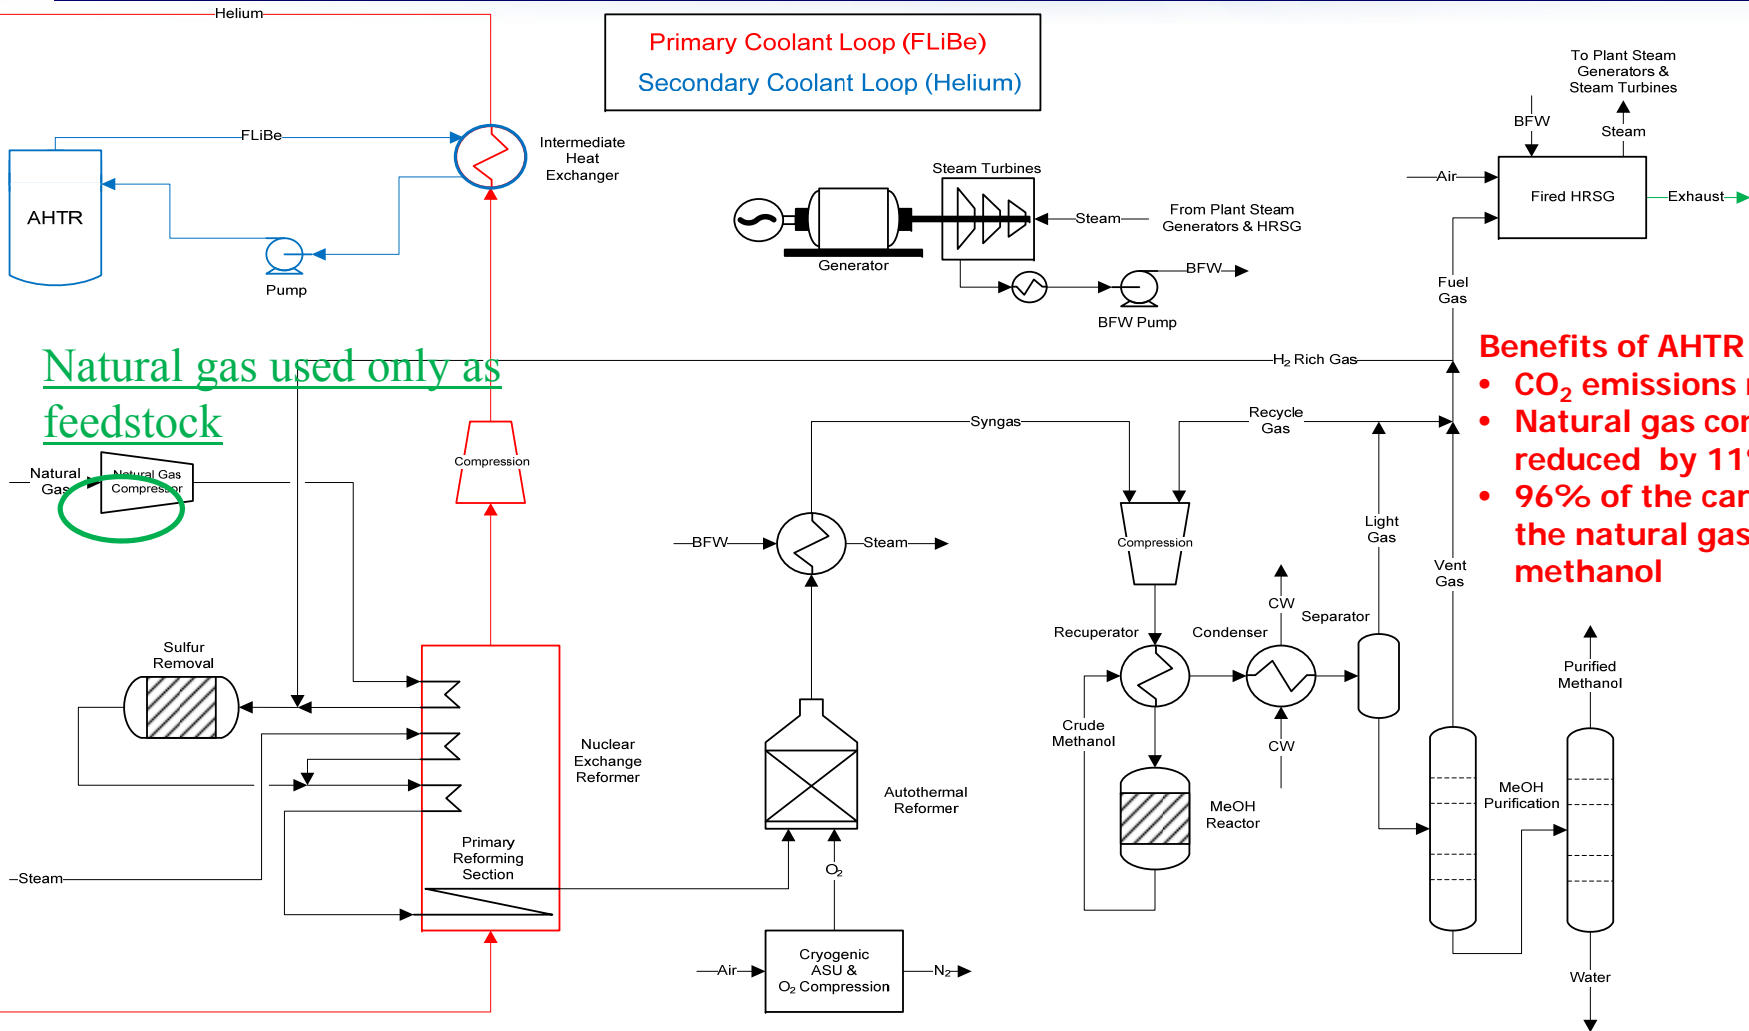 Helium
Primary Coolant Loop (FLiBe)
Secondary Coolant Loop (Helium)
To Plant Steam
Generators &
Steam Turbines
BFW
Steam
Air
Fired HRSG
Exhaust
FLiBe
Intermediate
Heat
Exchanger
AHTR
Pump
Steam Turbines
Steam
From Plant Steam
Generators & HRSG
Generator
BFW
BFW Pump
Fuel
Gas
Natural gas used only as
feedstock
H2 Rich Gas
Benefits of AHTR
• CO2 emissions
• Natural gas
reduced by
• 96% of the
the natural gas
methanol
Natural
Gas
Natural Gas
Compressor
Compression
Syngas
Recycle
Gas
BFW
Steam
Compression
Light
Gas
Vent
Gas
CW
Separator
Recuperator
Condenser
Sulfur
Removal
Purified
Methanol
Crude
Methanol
CW
Nuclear
Exchange
Reformer
Autothermal
Reformer
MeOH
Reactor
MeOH
Purification
Primary
Reforming
Section
Steam
O2
Cryogenic
ASU &
O2 Compression
Air
N2
Water